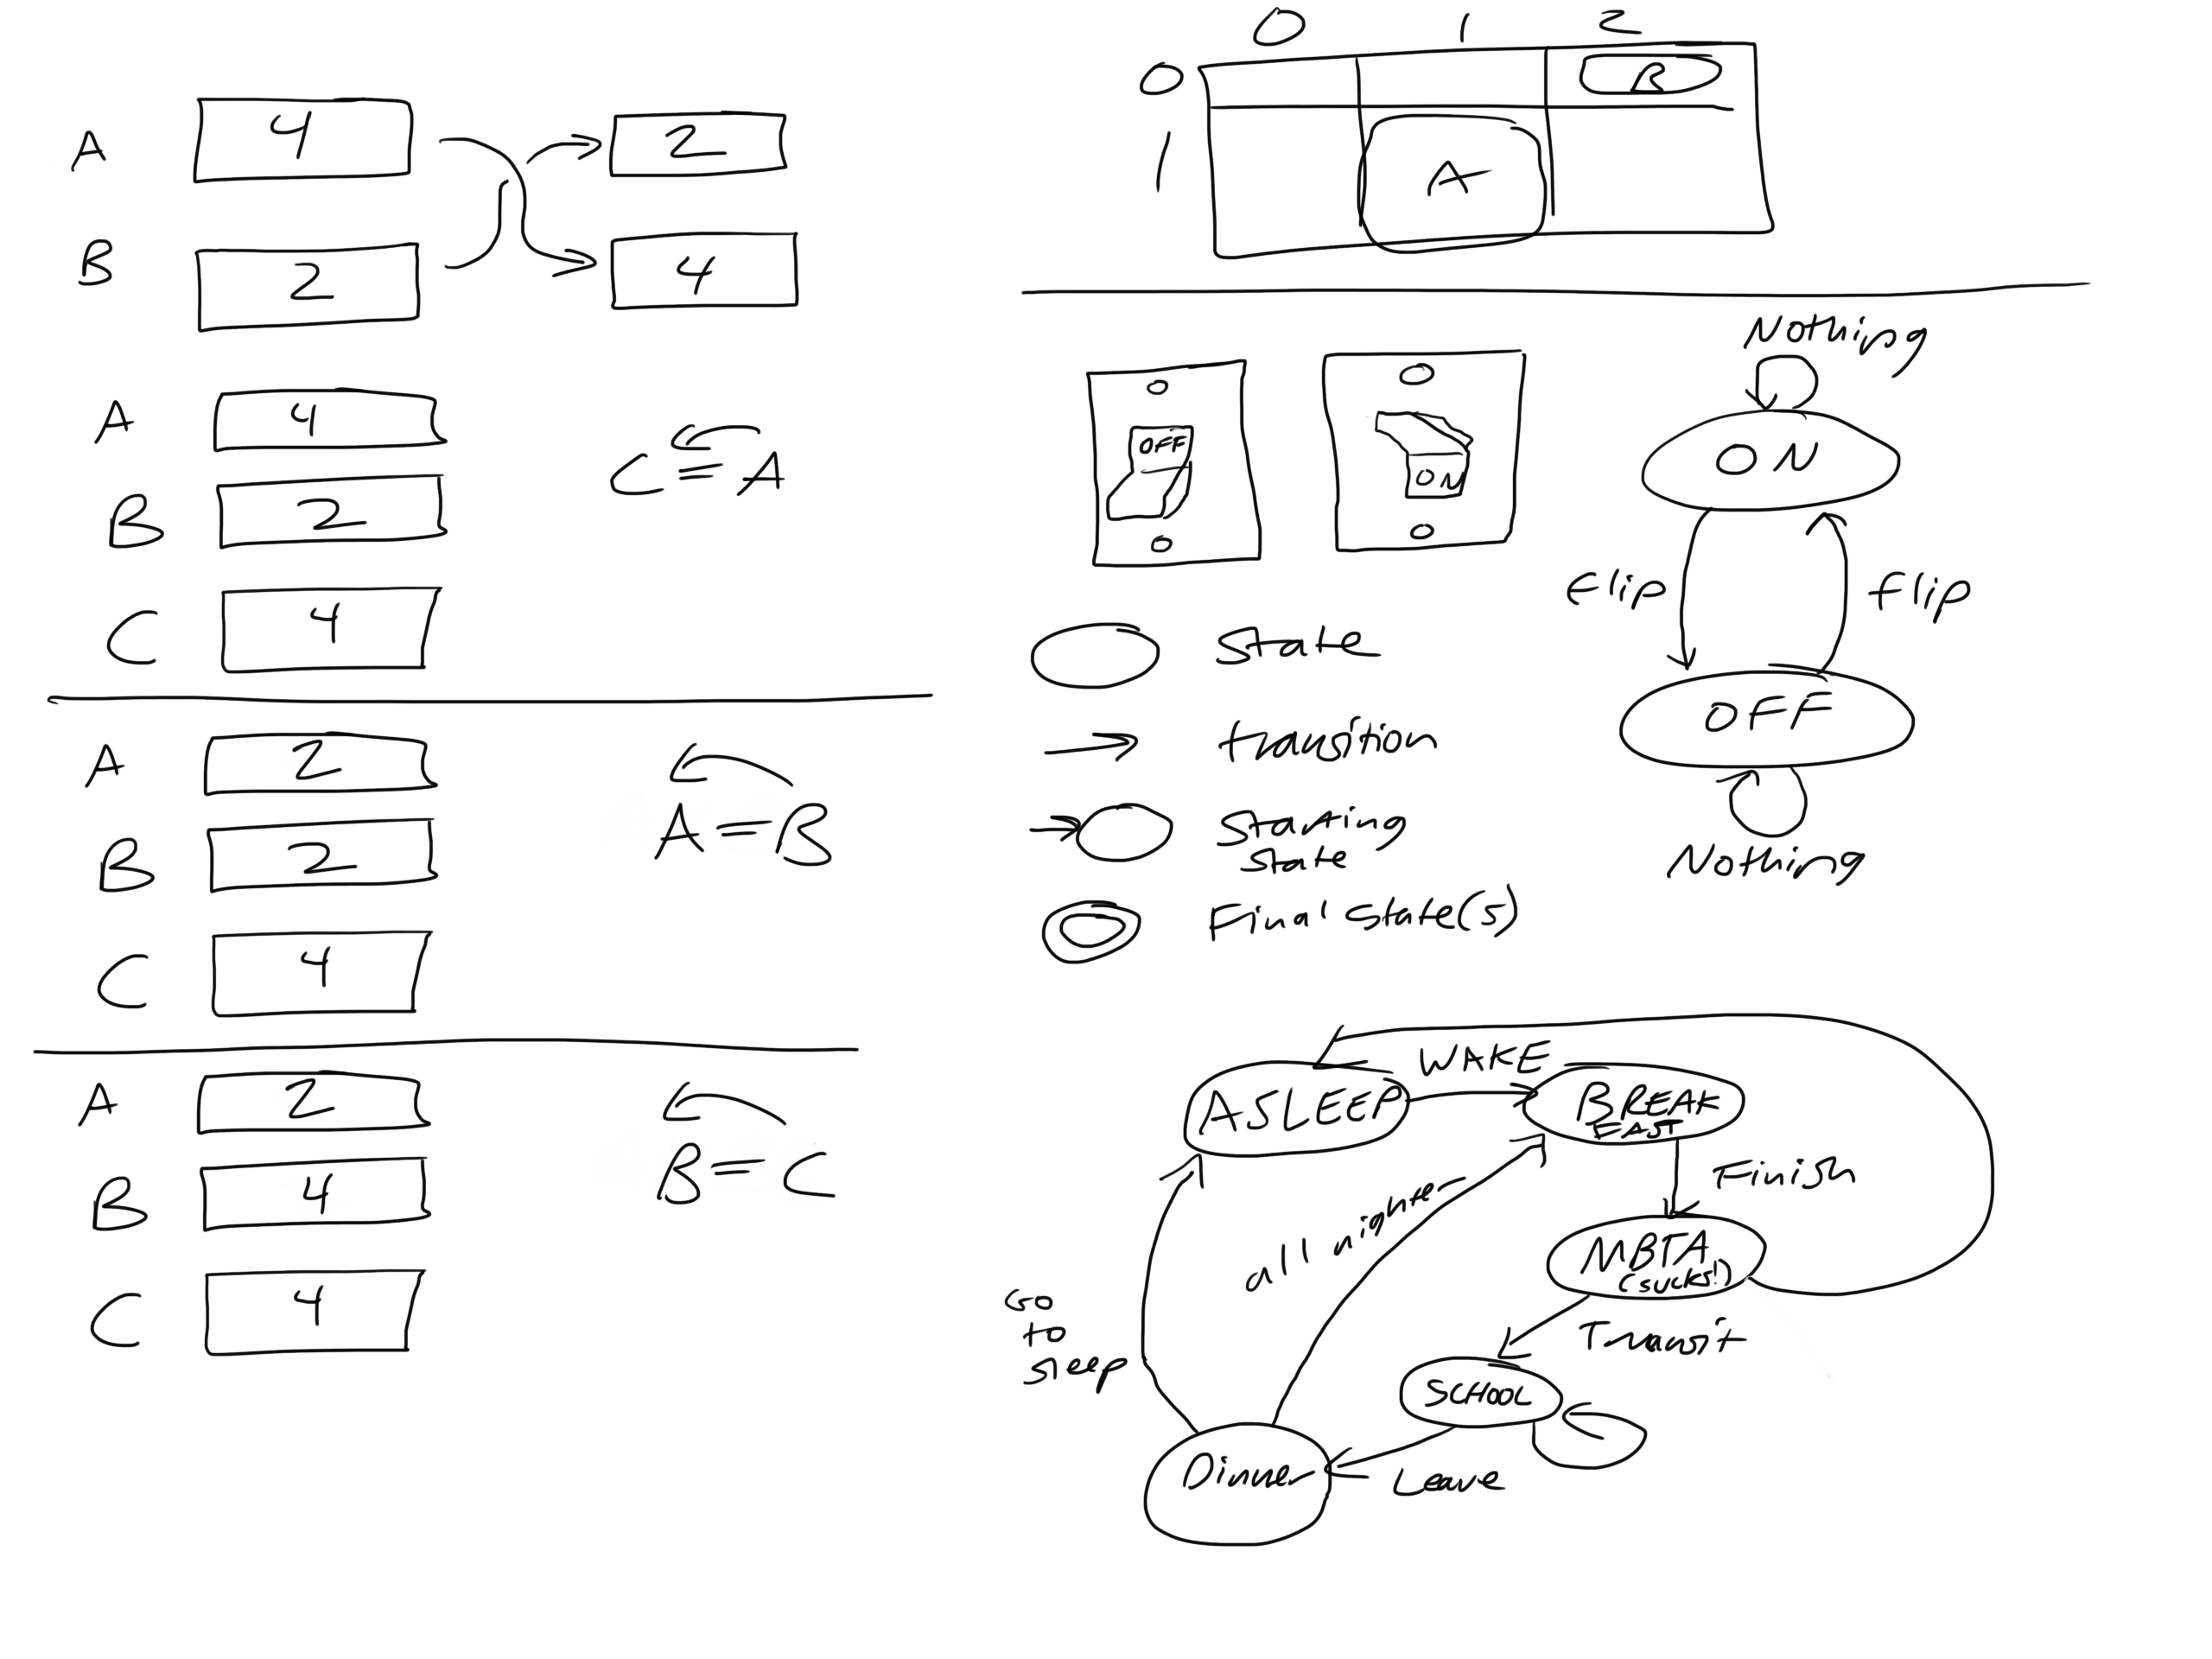 A 4 2
B 2 4
A 4
C = A
B 2
C 4
A 2
A = B
B 2
C 4
A 2
B = C
B 4
C 4
0 1 2
0 B
1 A
Nothing
ON
OFF
ON
Flip flip
OFF
Nothing
State
transition
Starting
State
Final State(s)
WAKE
ASLEEP BREAK
FAST
Finish
MBTA
(SUCKS!)
all nighter
Transit
Go
to
sleep
SCHOOL
Dinner
Leave